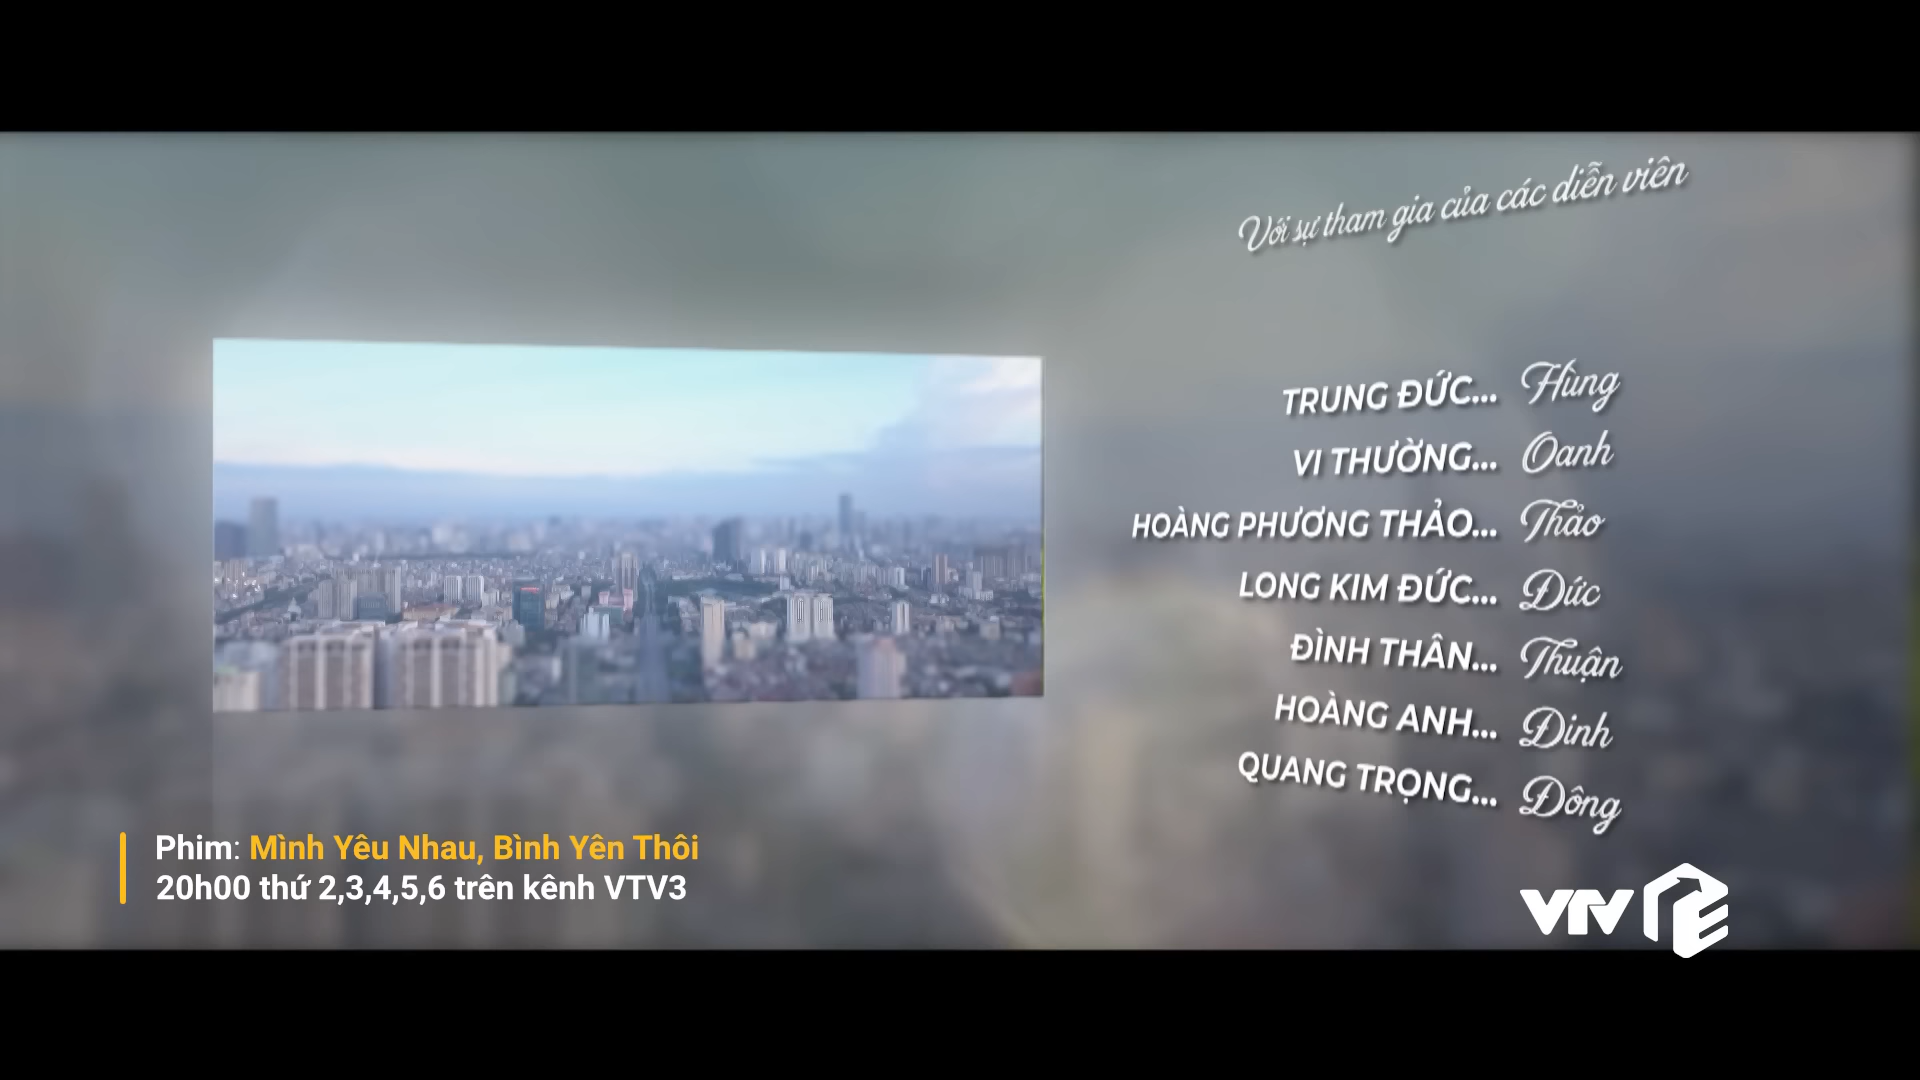 Với sự tham gia của các diễn viên
TRUNG ĐỨC... Hùng
VI THƯỜNG... Oanh
HOÀNG PHƯƠNG THẢO... Thảo
LONG KIM ĐỨC... Đức
ĐÌNH THÂN... Thuận
HOÀNG ANH... Đinh
QUANG TRỌNG... Đông
Phim: Mình Yêu Nhau, Bình Yên Thôi
20h00 thứ 2,3,4,5,6 trên kênh VTV3
VTV